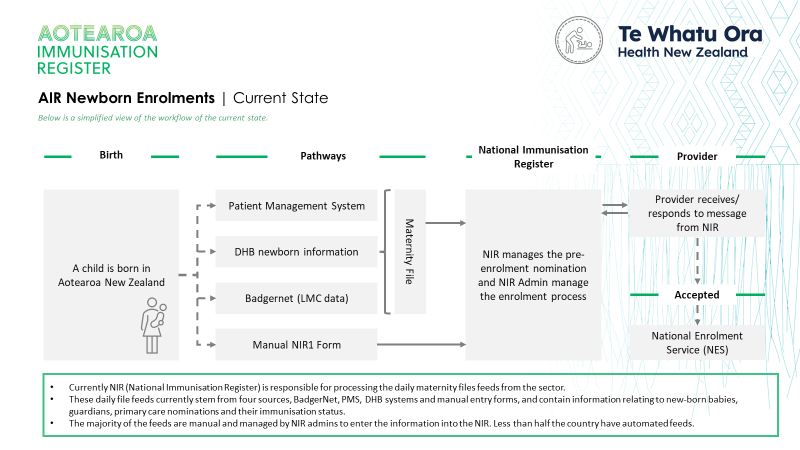 AOTEAROA
IMMUNISATION
REGISTER
Te Whatu Ora
Health New Zealand
AIR Newborn Enrolments | Current State
Below is a simplified view of the workflow of the current state.
Birth
Pathways
National Immunisation
Register
Provider
A child is born in
Aotearoa New Zealand
Patient Management System
DHB newborn information
Badgernet (LMC data)
Manual NIR1 Form
Maternity File
NIR manages the pre-
enrolment nomination
and NIR Admin manage
the enrolment process
Provider receives/
responds to message
from NIR
Accepted
National Enrolment
Service (NES)
• Currently NIR (National Immunisation Register) is responsible for processing the daily maternity files feeds from the sector.
• These daily file feeds currently stem from four sources, BadgerNet, PMS, DHB systems and manual entry forms, and contain information relating to new-born babies,
guardians, primary care nominations and their immunisation status.
• The majority of the feeds are manual and managed by NIR admins to enter the information into the NIR. Less than half the country have automated feeds.